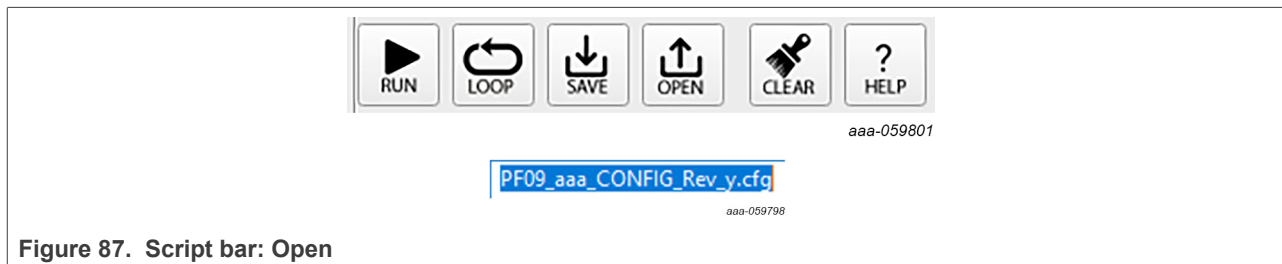 RUN LOOP SAVE OPEN CLEAR ? HELP
aaa-059801
PF09_aaa_CONFIG_Rev_y.cfg
aaa-059798
Figure 87. Script bar: Open